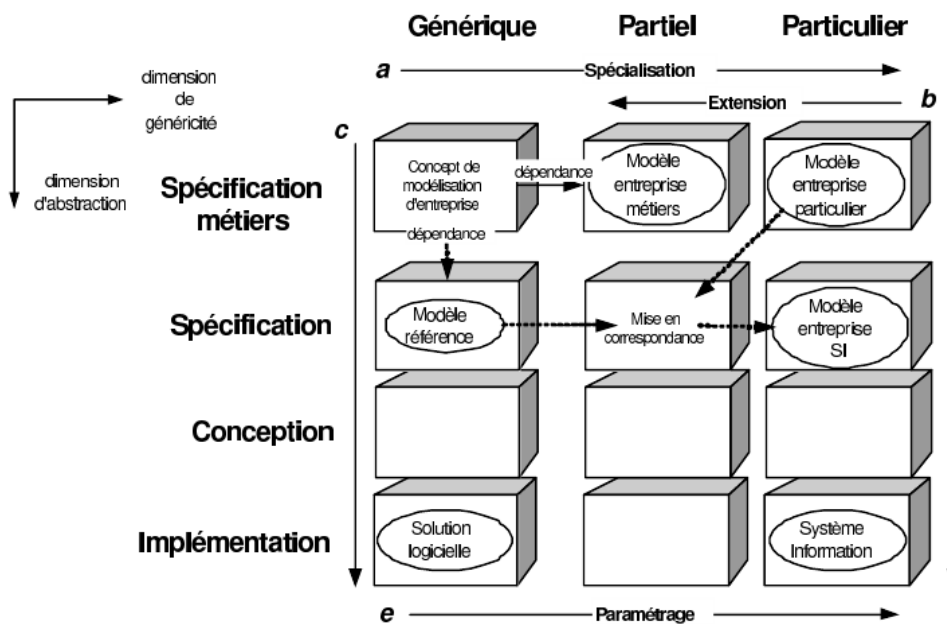 Générique Partiel Particulier
a Spécialisation
dimension
de
généricité
Extension b
c
dimension
d'abstraction
Spécification
métiers
Concept de
modélisation
d'entreprise
dépendance
Modèle
entreprise
métiers
Modèle
entreprise
particulier
dépendance
Spécification
Modèle
référence
Mise en
correspondance
Modèle
entreprise
SI
Conception
Implémentation
Solution
logicielle
Système
Information
e Paramétrage